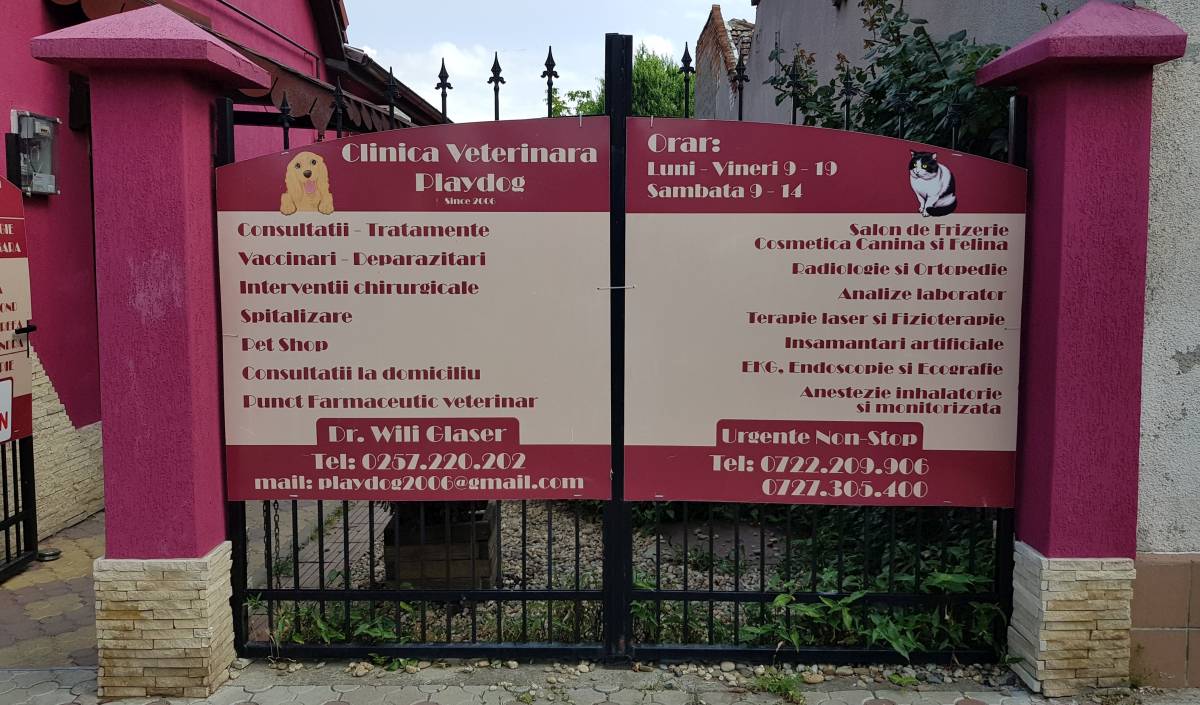 Clinica Veterinara
Playdog
Since 2006
Consultatii - Tratamente
Vaccinari - Deparazitari
Interventii chirurgicale
Spitalizare
Pet Shop
Consultatii la domiciliu
Punct Farmaceutic veterinar
Dr. Wili Glaser
Tel: 0257.220.202
mail: playdog2006@gmail.com
Orar:
Luni - Vineri 9 - 19
Sambata 9 - 14
Salon de Frizerie
Cosmetica Canina si Felina
Radiologie si Ortopedie
Analize laborator
Terapie laser si Fizioterapie
Insamantari artificiale
EKG, Endoscopie si Ecografie
Anestezie inhalatorie
si monitorizata
Urgente Non-Stop
Tel: 0722.209.906
0727.305.400